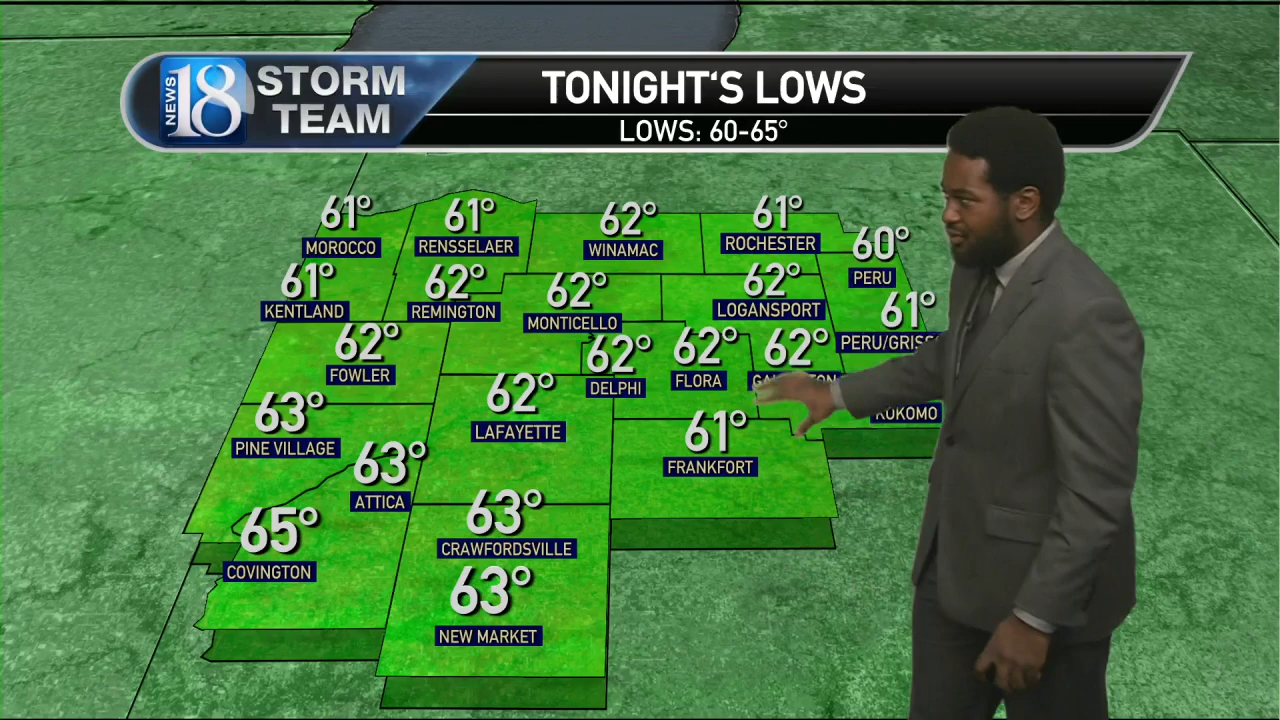 NEWS 18
STORM
TEAM
TONIGHT'S LOWS
LOWS: 60-65°
61°
MOROCCO
61°
RENSSELAER
62°
WINAMAC
61°
ROCHESTER
60°
PERU
61°
KENTLAND
62°
REMINGTON
62°
MONTICELLO
62°
LOGANSPORT
61°
62°
FOWLER
62°
DELPHI
62°
FLORA
62°
63°
PINE VILLAGE
62°
LAFAYETTE
61°
FRANKFORT
KOKOMO
63°
ATTICA
65°
COVINGTON
63°
CRAWFORDSVILLE
63°
NEW MARKET